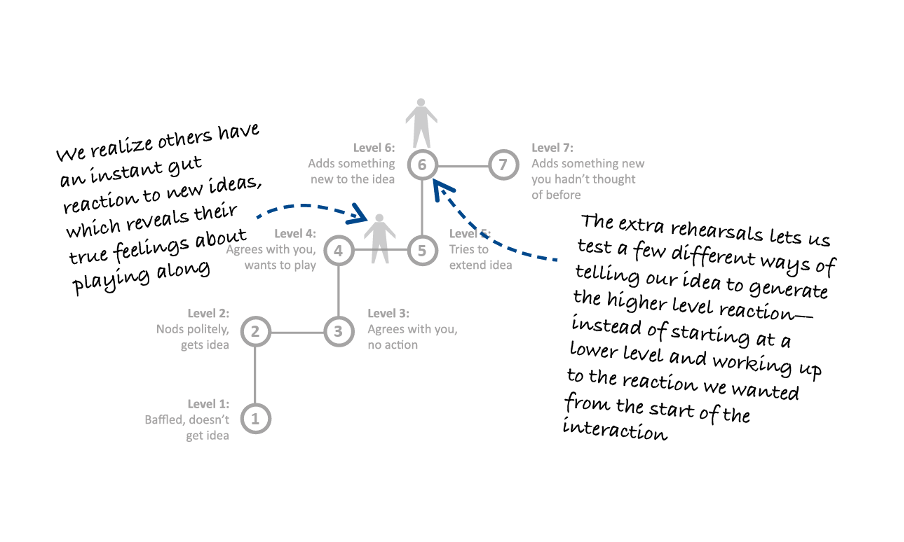 We realize others have
an instant gut
reaction to new ideas,
which reveals their
true feelings about
playing along
Level 6:
Adds something
new to the idea
6
7
Level 7:
Adds something new
you hadn't thought
of before
Level 4:
Agrees with you,
wants to play
4
5
Level 5:
Tries to
extend idea
The extra rehearsals lets us
test a few different ways of
telling our idea to generate
the higher level reaction—
instead of starting at a
lower level and working up
to the reaction we wanted
from the start of the
interaction
Level 2:
Nods politely,
gets idea
2
3
Level 3:
Agrees with you,
no action
Level 1:
Baffled, doesn't
get idea
1